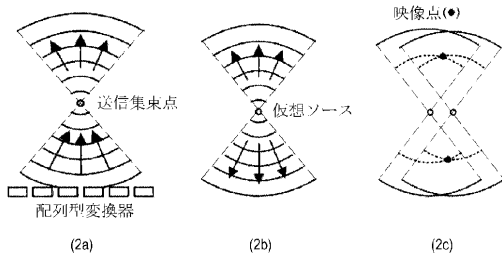 映像点(●)
送信集束点
仮想ソース
配列型変換器
(2a)
(2b)
(2c)